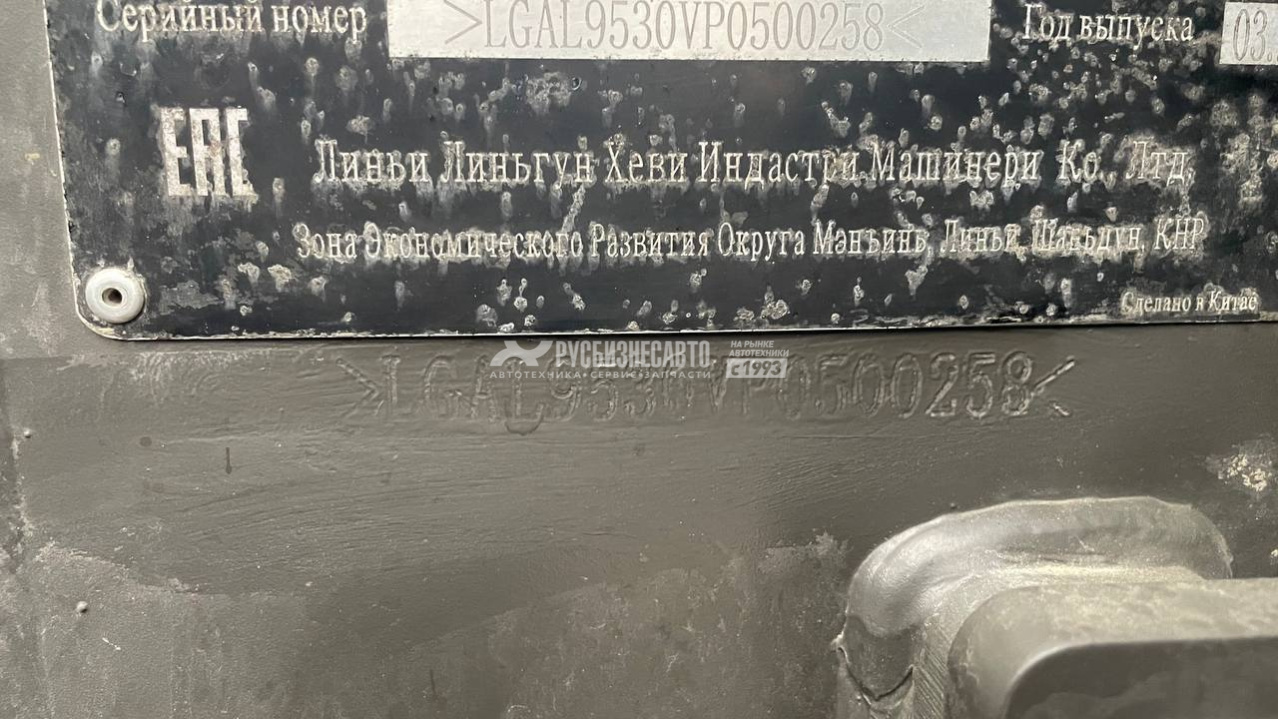 Серийный номер >LGAL9530VP0500258< Год выпуска 03.
ЕАС
Линьи Линьгун Хеви Индастри Машинери Ко., Лтд,
Зона Экономического Развития Округа Маньинь, Линьи, Шаньдун, КНР
Сделано в Китае
РУСБИЗНЕСАВТО НА РЫНКЕ АВТОТЕХНИКИ с 1993
АВТОТЕХНИКА•СЕРВИС•ЗАПЧАСТИ
>LGAL9530VP0500258<